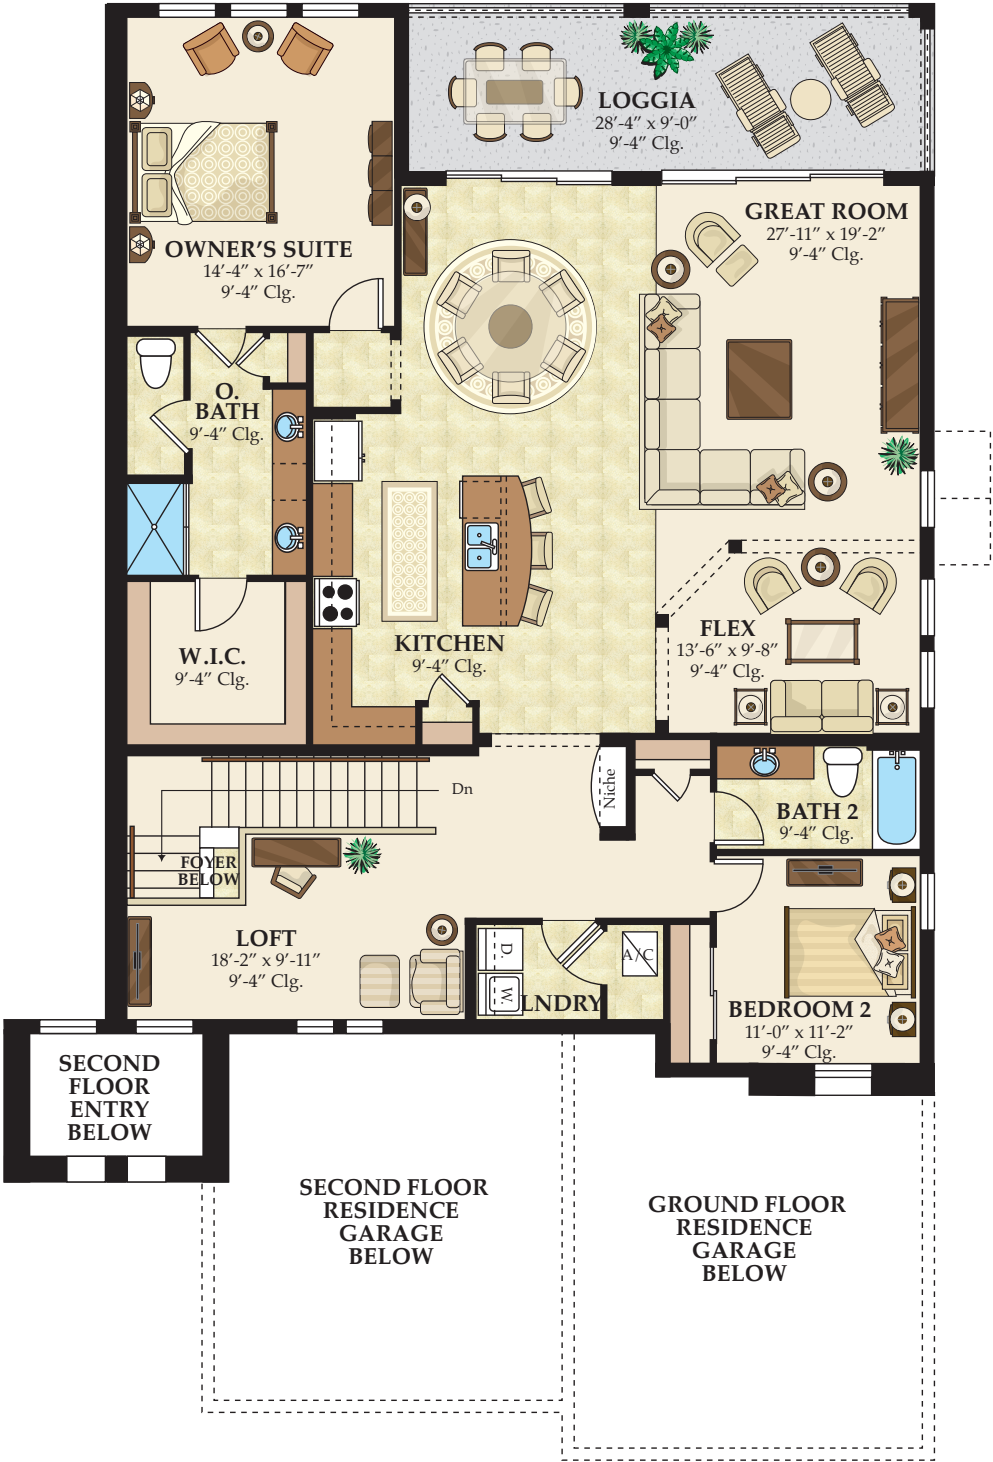 LOGGIA
28'-4" x 9'-0"
9'-4" Clg.
GREAT ROOM
27'-11" x 19'-2"
9'-4" Clg.
OWNER'S SUITE
14'-4" x 16'-7"
9'-4" Clg.
O.
BATH
9'-4" Clg.
W.I.C.
9'-4" Clg.
KITCHEN
9'-4" Clg.
FLEX
13'-6" x 9'-8"
9'-4" Clg.
Dn
Niche
BATH 2
9'-4" Clg.
FOYER
BELOW
LOFT
18'-2" x 9'-11"
9'-4" Clg.
D.
W.
LNDRY
A/C
BEDROOM 2
11'-0" x 11'-2"
9'-4" Clg.
SECOND
FLOOR
ENTRY
BELOW
SECOND FLOOR
RESIDENCE
GARAGE
BELOW
GROUND FLOOR
RESIDENCE
GARAGE
BELOW